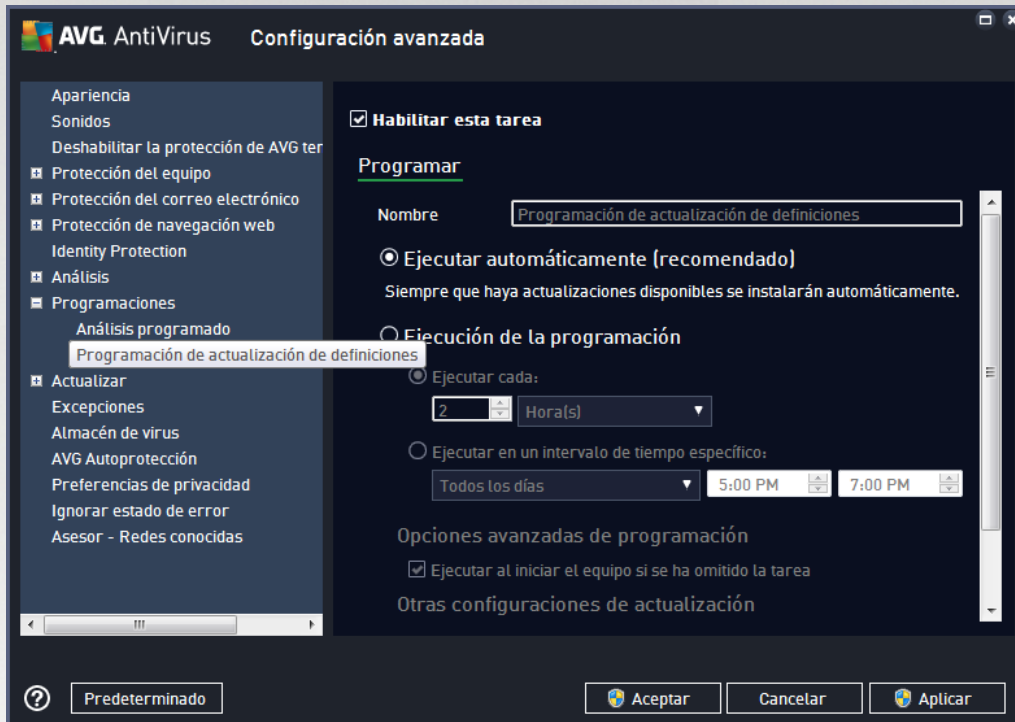 AVG AntiVirus Configuración avanzada
Apariencia
Sonidos
Deshabilitar la protección de AVG ter
Protección del equipo
Protección del correo electrónico
Protección de navegación web
Identity Protection
Análisis
Programaciones
Análisis programado
Programación de actualización de definiciones
Actualizar
Excepciones
Almacén de virus
AVG Autoprotección
Preferencias de privacidad
Ignorar estado de error
Asesor - Redes conocidas
Habilitar esta tarea
Programar
Nombre Programación de actualización de definiciones
Ejecutar automáticamente (recomendado)
Siempre que haya actualizaciones disponibles se instalarán automáticamente.
Ejecución de la programación
Ejecutar cada:
2 Hora(s)
Ejecutar en un intervalo de tiempo específico:
Todos los días 5:00 PM 7:00 PM
Opciones avanzadas de programación
Ejecutar al iniciar el equipo si se ha omitido la tarea
Otras configuraciones de actualización
? Predeterminado Aceptar Cancelar Aplicar